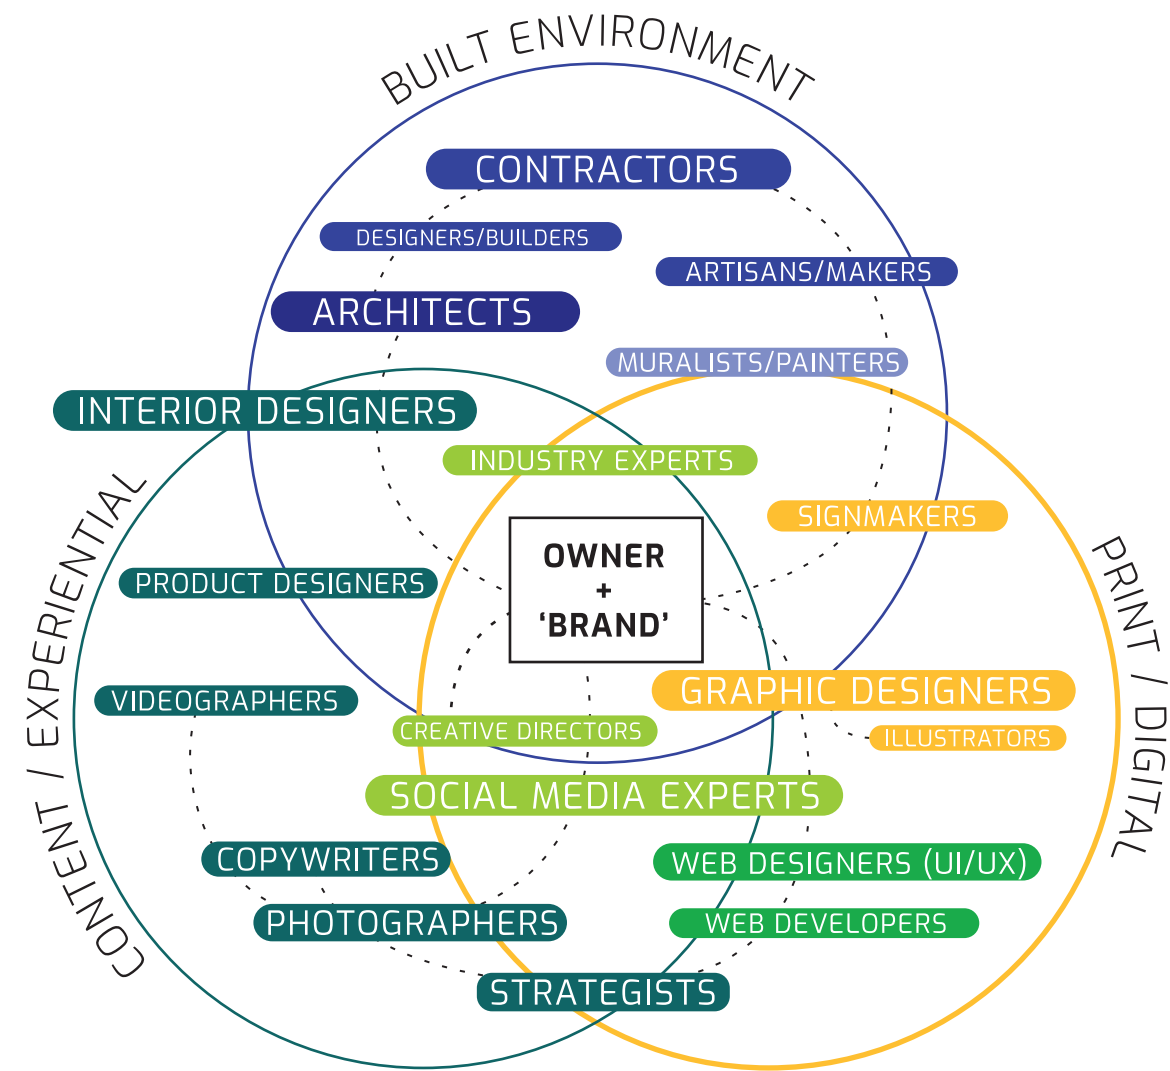 BUILT ENVIRONMENT
CONTRACTORS
DESIGNERS/BUILDERS
ARTISANS/MAKERS
ARCHITECTS
MURALISTS/PAINTERS
INTERIOR DESIGNERS
INDUSTRY EXPERTS
SIGNMAKERS
OWNER
+
‘BRAND’
PRODUCT DESIGNERS
CONTENT / EXPERIENTIAL
PRINT / DIGITAL
VIDEOGRAPHERS
GRAPHIC DESIGNERS
CREATIVE DIRECTORS
ILLUSTRATORS
SOCIAL MEDIA EXPERTS
COPYWRITERS
WEB DESIGNERS (UI/UX)
PHOTOGRAPHERS
WEB DEVELOPERS
STRATEGISTS